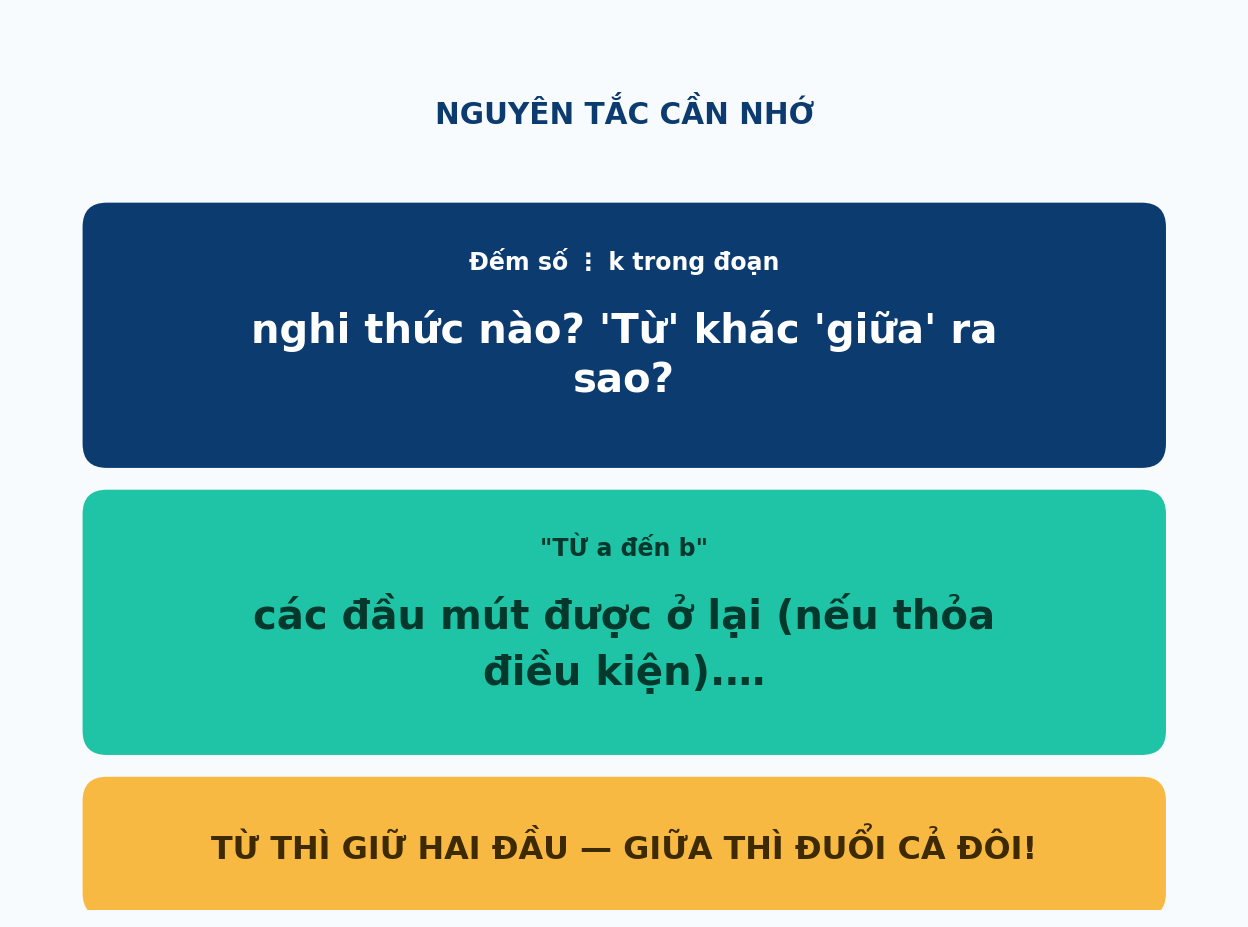 NGUYÊN TẮC CẦN NHỚ
Đếm số ⋮ k trong đoạn
nghi thức nào? 'Từ' khác 'giữa' ra
sao?
"TỪ a đến b"
các đầu mút được ở lại (nếu thỏa
điều kiện).…
TỪ THÌ GIỮ HAI ĐẦU — GIỮA THÌ ĐUỔI CẢ ĐÔI!